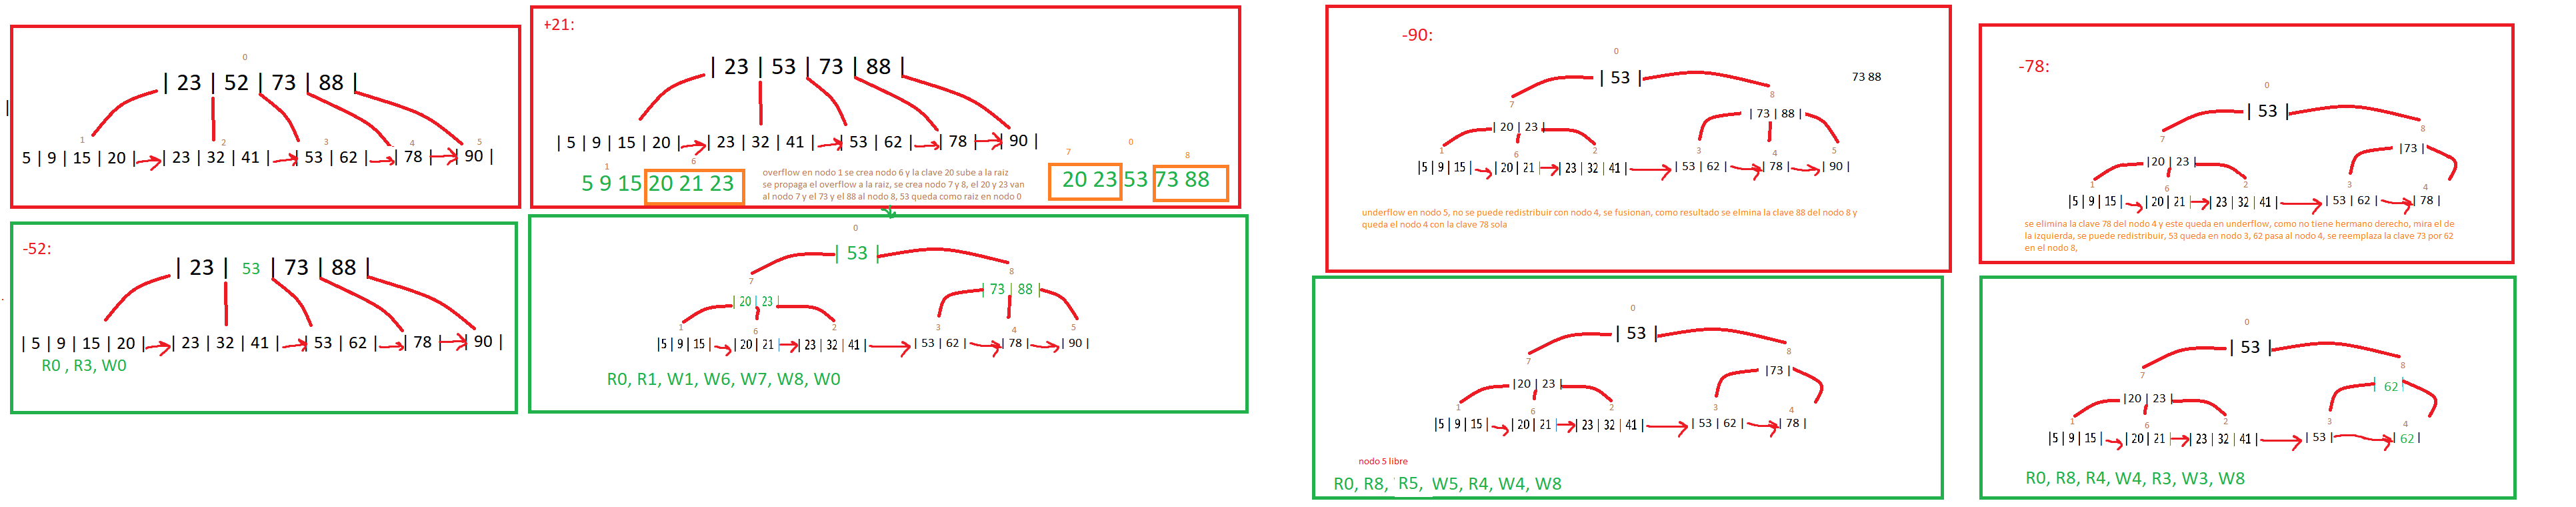 0
| 23 | 52 | 73 | 88 |
1 2 3 4 5
5 | 9 | 15 | 20 | | 23 | 32 | 41 | | 53 | 62 | | 78 | | 90 |
-52:
| 23 | 53 | 73 | 88 |
| 5 | 9 | 15 | 20 | | 23 | 32 | 41 | | 53 | 62 | | 78 | | 90 |
R0 , R3, W0
+21:
| 23 | 53 | 73 | 88 |
| 5 | 9 | 15 | 20 | | 23 | 32 | 41 | | 53 | 62 | | 78 | | 90 |
1 6
5 9 15 20 21 23
overflow en nodo 1 se crea nodo 6 y la clave 20 sube a la raiz
se propaga el overflow a la raiz, se crea nodo 7 y 8, el 20 y 23 van
al nodo 7 y el 73 y el 88 al nodo 8, 53 queda como raiz en nodo 0
7 0 8
20 23 53 73 88
0
| 53 |
7 8
| 20 | 23 | | 73 | 88 |
1 6 2 3 4 5
|5 | 9 | 15 | | 20 | 21 | | 23 | 32 | 41 | | 53 | 62 | | 78 | | 90 |
R0, R1, W1, W6, W7, W8, W0
-90:
0
| 53 |
73 88
7 8
| 20 | 23 | | 73 | 88 |
1 6 2 3 4 5
|5 | 9 | 15 | | 20 | 21 | | 23 | 32 | 41 | | 53 | 62 | | 78 | | 90 |
underflow en nodo 5, no se puede redistribuir con nodo 4, se fusionan, como resultado se elmina la clave 88 del nodo 8 y
queda el nodo 4 con la clave 78 sola
0
| 53 |
7 8
|20 | 23 | |73 |
1 6 2 3 4
|5 | 9 | 15 | | 20 | 21 | | 23 | 32 | 41 | | 53 | 62 | | 78 |
nodo 5 libre
R0, R8, R5, W5, R4, W4, W8
-78:
0
| 53 |
7 8
|20 | 23 | |73 |
1 6 2 3 4
|5 | 9 | 15 | | 20 | 21 | | 23 | 32 | 41 | | 53 | 62 | | 78 |
se elimina la clave 78 del nodo 4 y este queda en underflow, como no tiene hermano derecho, mira el de
la izquierda, se puede redistribuir, 53 queda en nodo 3, 62 pasa al nodo 4, se reemplaza la clave 73 por 62
en el nodo 8,
0
| 53 |
7 8
|20 | 23 | | 62 |
1 6 2 3 4
|5 | 9 | 15 | | 20 | 21 | | 23 | 32 | 41 | | 53 | | 62 |
R0, R8, R4, W4, R3, W3, W8